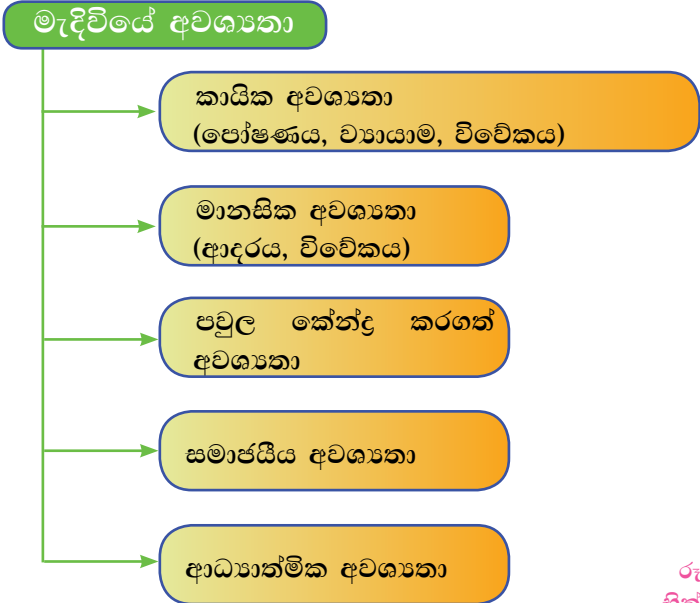 මැදිවියේ අවශ්‍යතා
කායික අවශ්‍යතා
(පෝෂණය, ව්‍යායාම, විවේකය)
මානසික අවශ්‍යතා
(ආදරය, විවේකය)
පවුල කේන්ද්‍ර කරගත්
අවශ්‍යතා
සමාජයීය අවශ්‍යතා
ආධ්‍යාත්මික අවශ්‍යතා